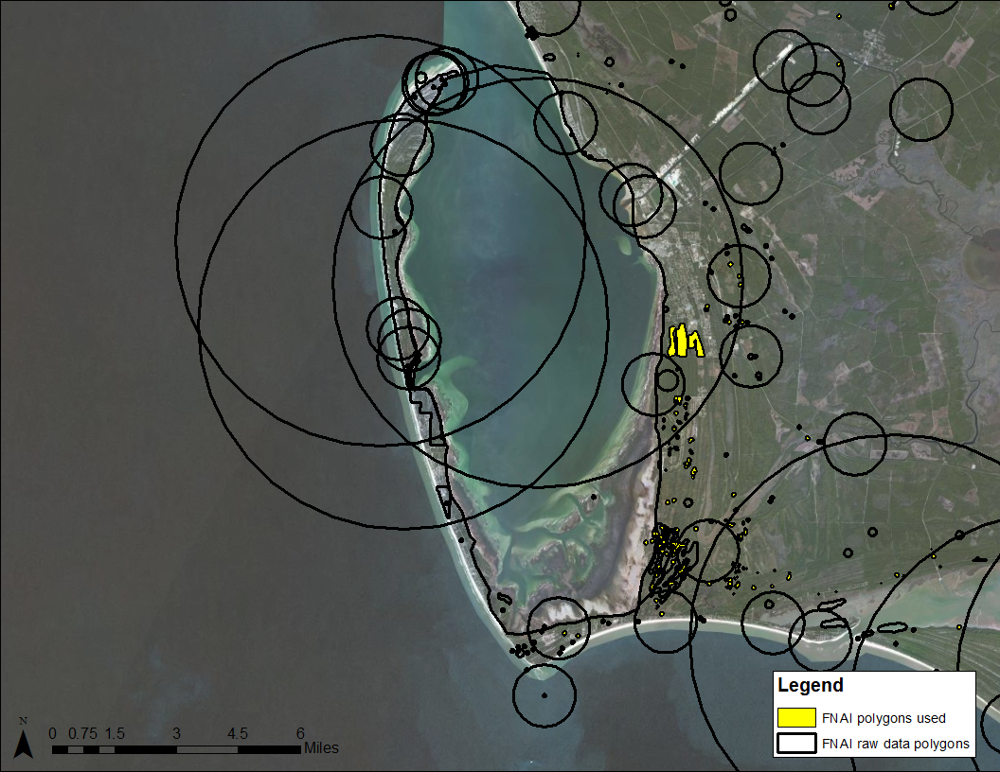 Legend
FNAI polygons used
FNAI raw data polygons
N
0 0.75 1.5 3 4.5 6
Miles